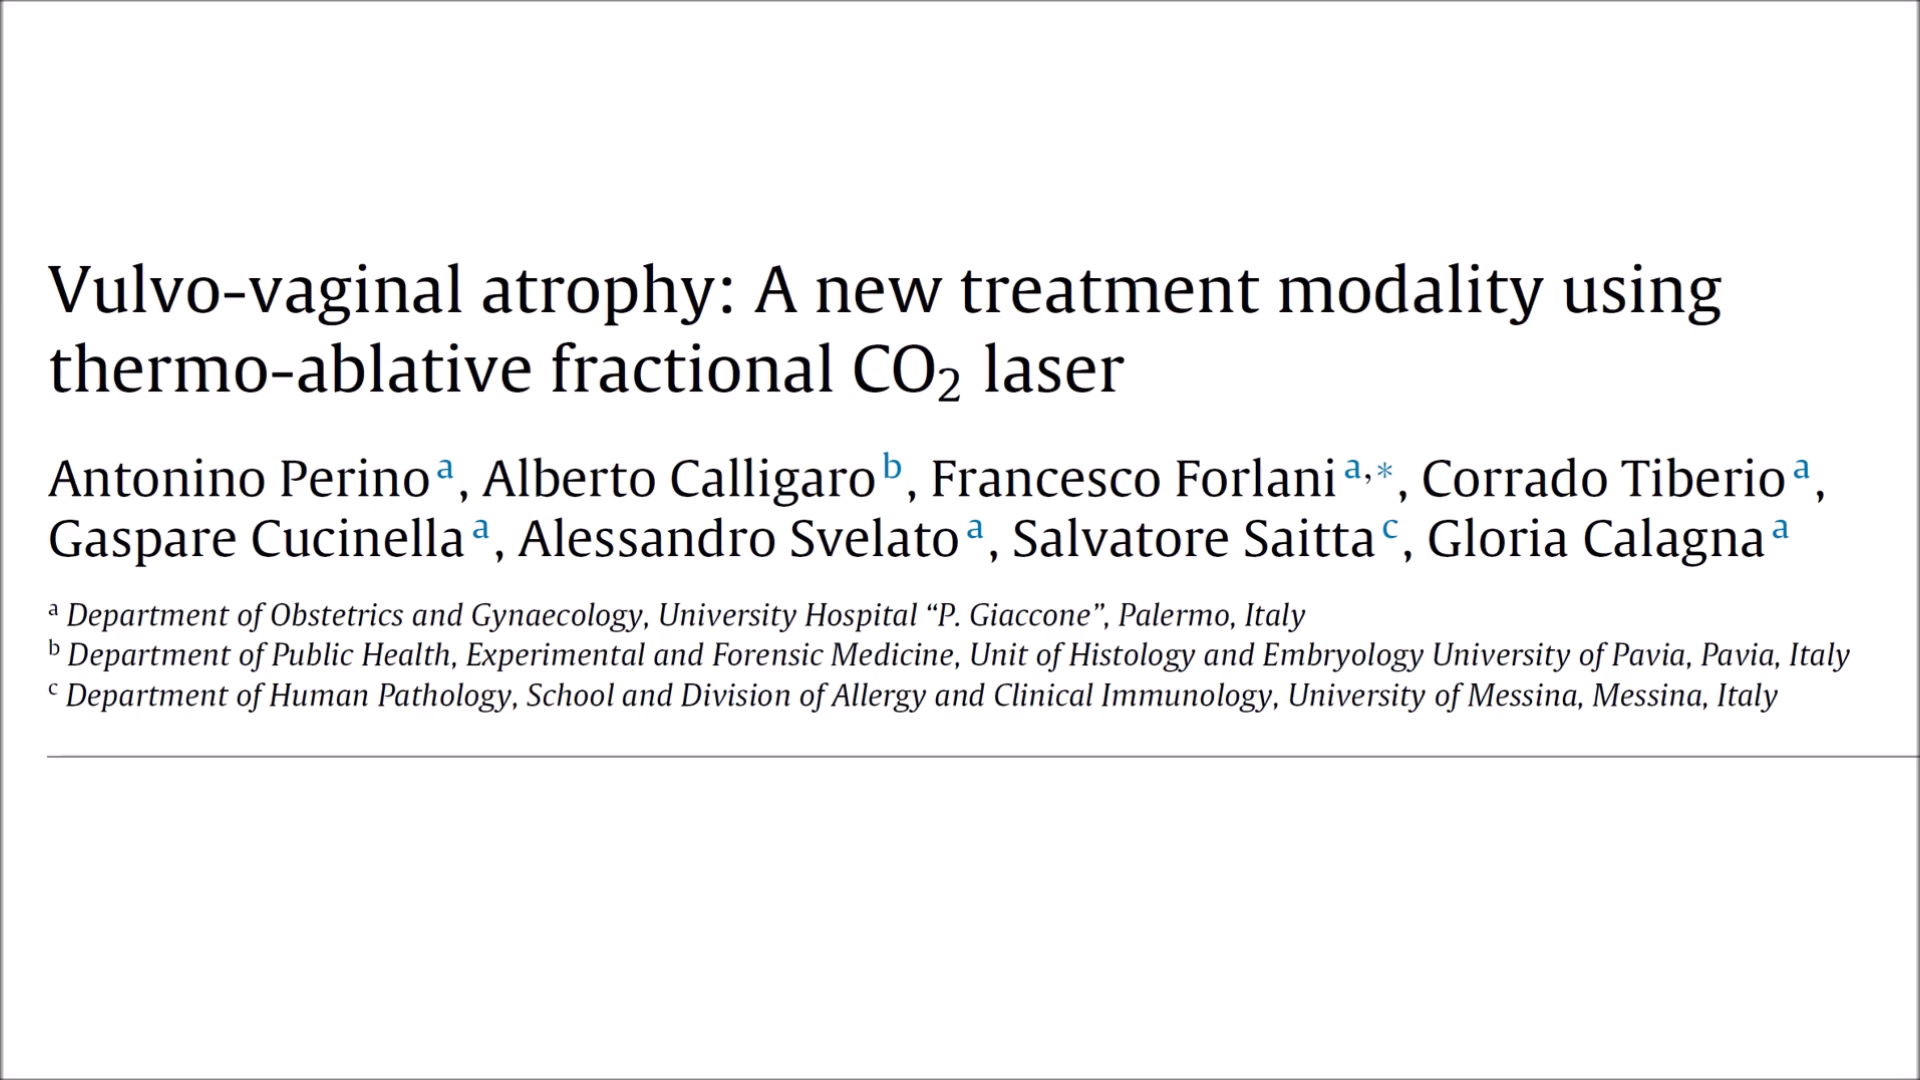 Vulvo-vaginal atrophy: A new treatment modality using
thermo-ablative fractional CO₂ laser
Antonino Perino ᵃ, Alberto Calligaro ᵇ, Francesco Forlani ᵃ,*, Corrado Tiberio ᵃ,
Gaspare Cucinella ᵃ, Alessandro Svelato ᵃ, Salvatore Saitta ᶜ, Gloria Calagna ᵃ
ᵃ Department of Obstetrics and Gynaecology, University Hospital “P. Giaccone”, Palermo, Italy
ᵇ Department of Public Health, Experimental and Forensic Medicine, Unit of Histology and Embryology University of Pavia, Pavia, Italy
ᶜ Department of Human Pathology, School and Division of Allergy and Clinical Immunology, University of Messina, Messina, Italy